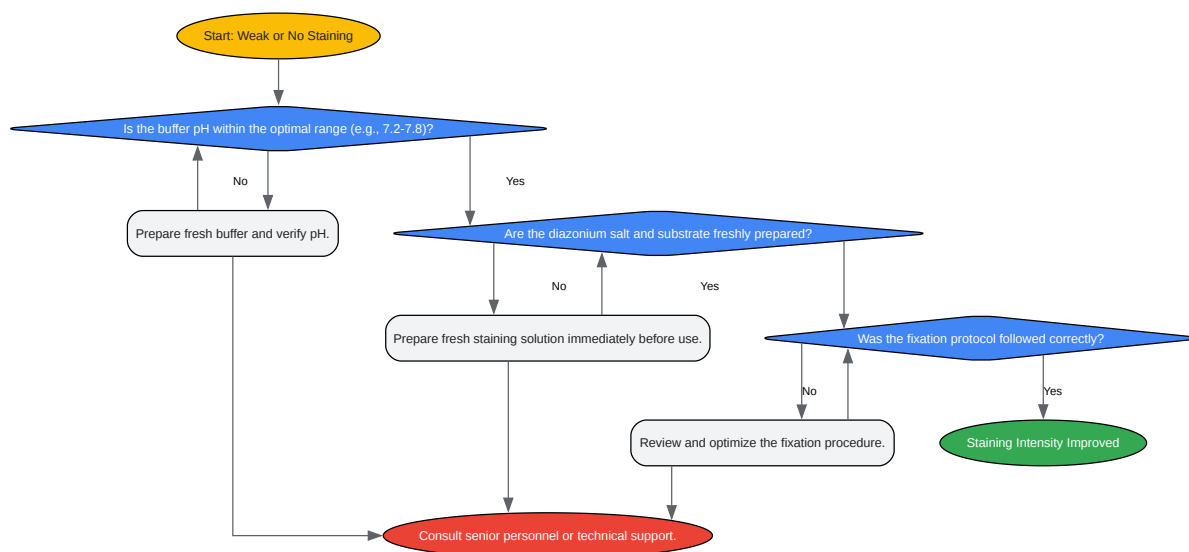 Start: Weak or No Staining
Is the buffer pH within the optimal range (e.g., 7.2-7.8)?
No
Yes
Prepare fresh buffer and verify pH.
Are the diazonium salt and substrate freshly prepared?
No
Yes
Prepare fresh staining solution immediately before use.
Was the fixation protocol followed correctly?
No
Yes
Review and optimize the fixation procedure.
Staining Intensity Improved
Consult senior personnel or technical support.